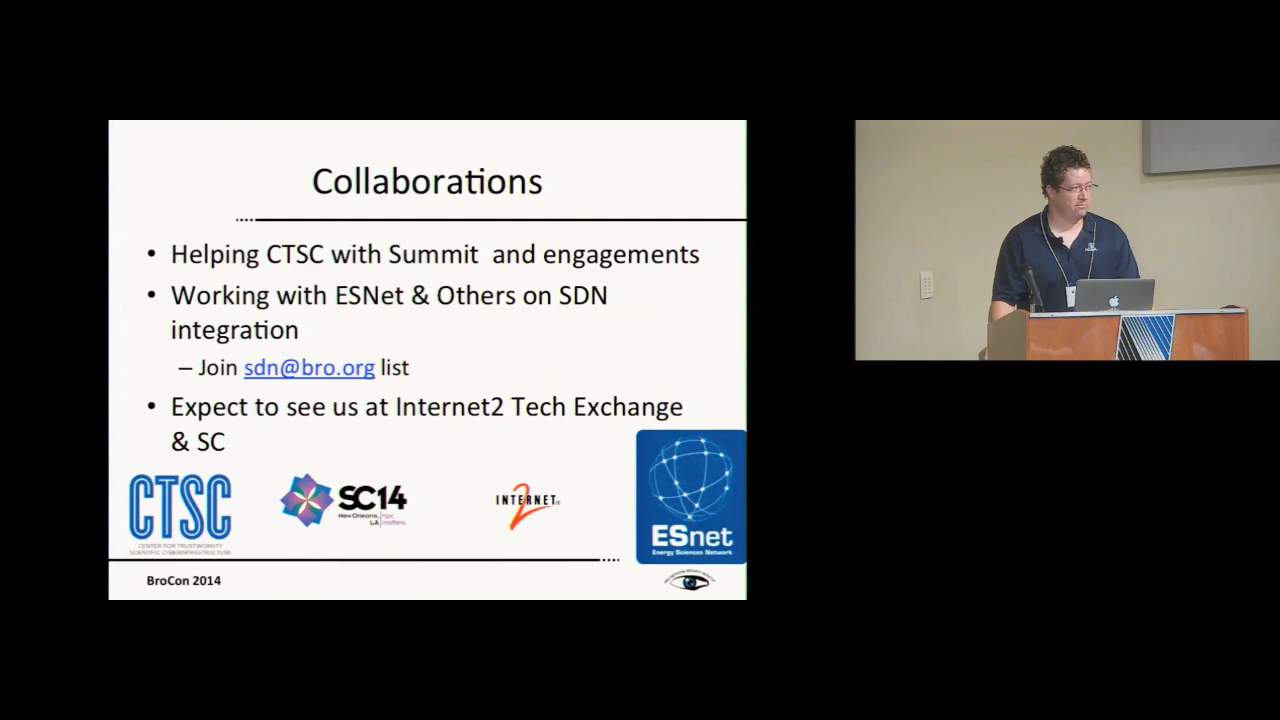 Collaborations
• Helping CTSC with Summit and engagements
• Working with ESNet & Others on SDN
integration
– Join sdn@bro.org list
• Expect to see us at Internet2 Tech Exchange
& SC
CTSC
CENTER FOR TRUSTWORTHY
SCIENTIFIC CYBERINFRASTRUCTURE
SC14
New Orleans, LA
hpc matters.
INTERNET
2
ESnet
Energy Sciences Network
BroCon 2014